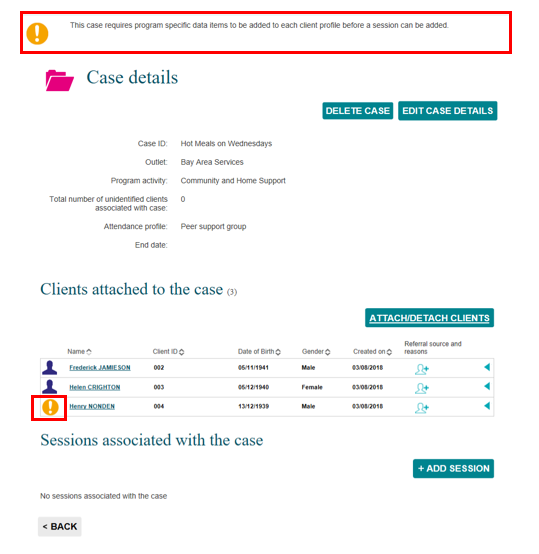 This case requires program specific data items to be added to each client profile before a session can be added.
Case details
DELETE CASE EDIT CASE DETAILS
Case ID: Hot Meals on Wednesdays
Outlet: Bay Area Services
Program activity: Community and Home Support
Total number of unidentified clients 0
associated with case:
Attendance profile: Peer support group
End date:
Clients attached to the case (3)
ATTACH/DETACH CLIENTS
Referral source and
Name Client ID Date of Birth Gender Created on reasons
Frederick JAMIESON 002 05/11/1941 Male 03/08/2018
Helen CRIGHTON 003 05/12/1940 Female 03/08/2018
Henry NONDEN 004 13/12/1939 Male 03/08/2018
Sessions associated with the case
+ ADD SESSION
No sessions associated with the case
< BACK